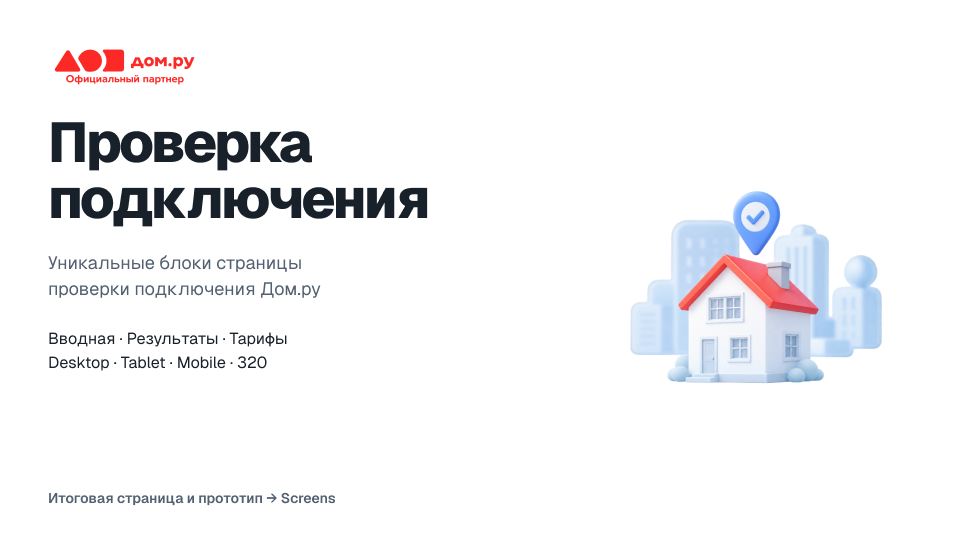 дом.ру
Официальный партнер
Проверка
подключения
Уникальные блоки страницы
проверки подключения Дом.ру
Вводная · Результаты · Тарифы
Desktop · Tablet · Mobile · 320
Итоговая страница и прототип → Screens